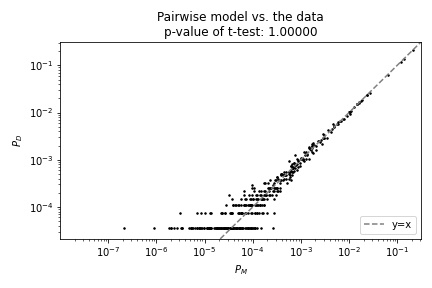 Pairwise model vs. the data
p-value of t-test: 1.00000
P_D
10⁻¹
10⁻²
10⁻³
10⁻⁴
y=x
10⁻⁷ 10⁻⁶ 10⁻⁵ 10⁻⁴ 10⁻³ 10⁻² 10⁻¹
P_M